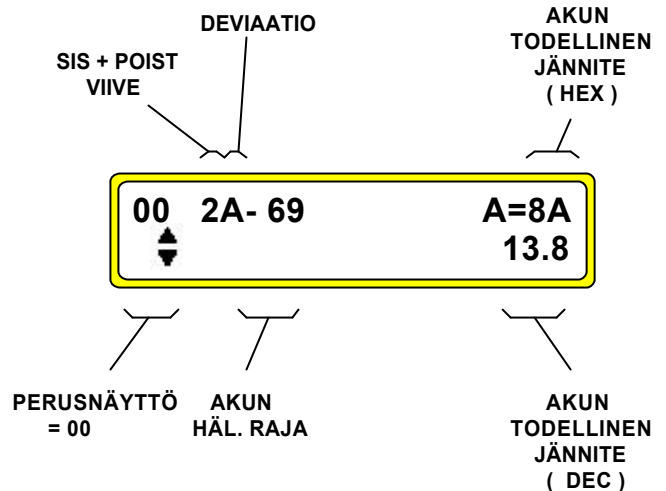 DEVIAATIO
SIS + POIST
VIIVE
AKUN
TODELLINEN
JÄNNITE
( HEX )
00 2A- 69 A=8A
13.8
PERUSNÄYTTÖ
= 00
AKUN
HÄL. RAJA
AKUN
TODELLINEN
JÄNNITE
( DEC )